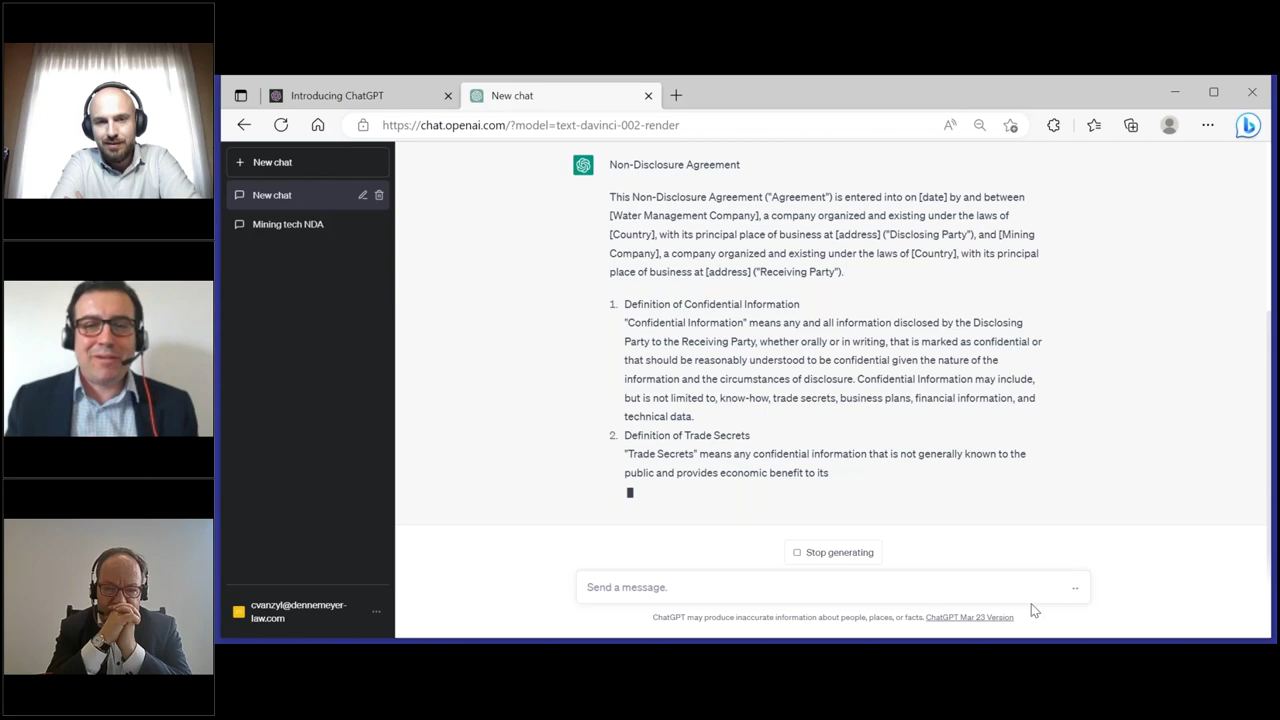 Introducing ChatGPT
New chat
https://chat.openai.com/?model=text-davinci-002-render
New chat
New chat
Mining tech NDA
Non-Disclosure Agreement
This Non-Disclosure Agreement ("Agreement") is entered into on [date] by and between
[Water Management Company], a company organized and existing under the laws of
[Country], with its principal place of business at [address] ("Disclosing Party"), and [Mining
Company], a company organized and existing under the laws of [Country], with its principal
place of business at [address] ("Receiving Party").
1. Definition of Confidential Information
"Confidential Information" means any and all information disclosed by the Disclosing
Party to the Receiving Party, whether orally or in writing, that is marked as confidential or
that should be reasonably understood to be confidential given the nature of the
information and the circumstances of disclosure. Confidential Information may include,
but is not limited to, know-how, trade secrets, business plans, financial information, and
technical data.
2. Definition of Trade Secrets
"Trade Secrets" means any confidential information that is not generally known to the
public and provides economic benefit to its
Stop generating
Send a message.
ChatGPT may produce inaccurate information about people, places, or facts. ChatGPT Mar 23 Version
cvanzyl@dennemeyer-
law.com